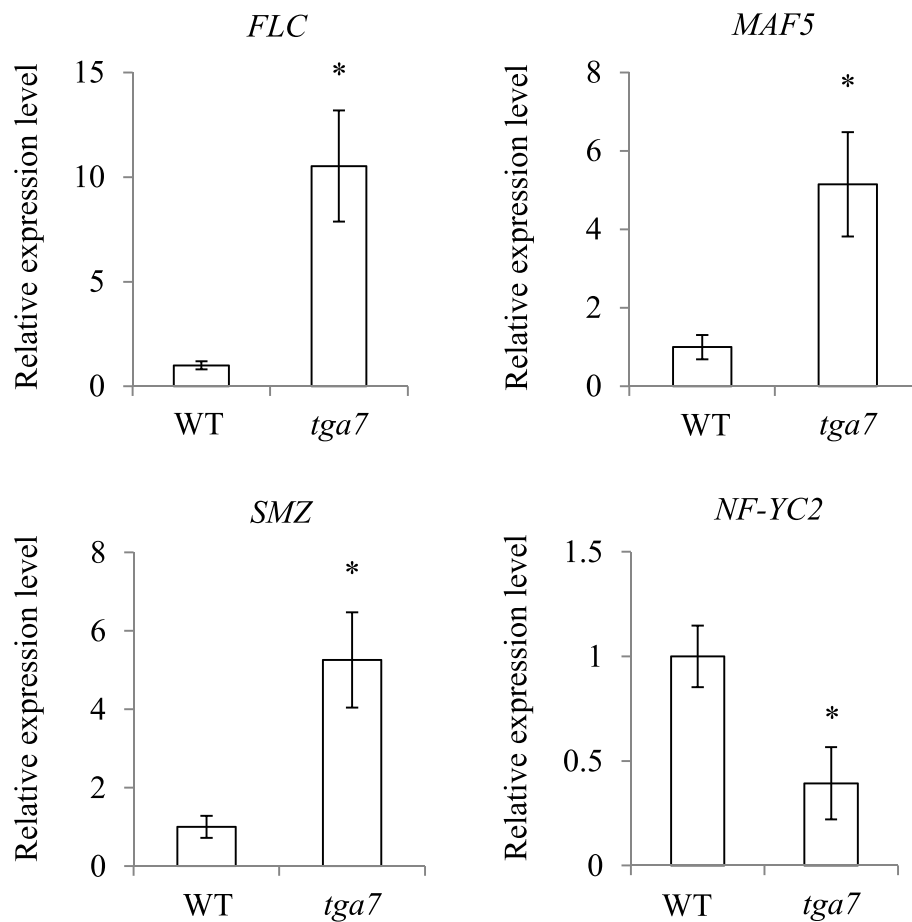 FLC
Relative expression level
15
*
10
5
0
WT tga7
MAF5
Relative expression level
8
*
6
4
2
0
WT tga7
SMZ
Relative expression level
8
*
6
4
2
0
WT tga7
NF-YC2
Relative expression level
1.5
1
*
0.5
0
WT tga7